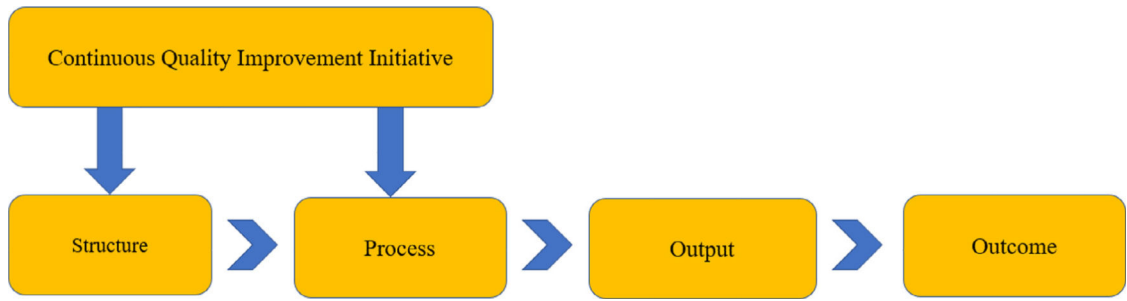 Continuous Quality Improvement Initiative
Structure
Process
Output
Outcome